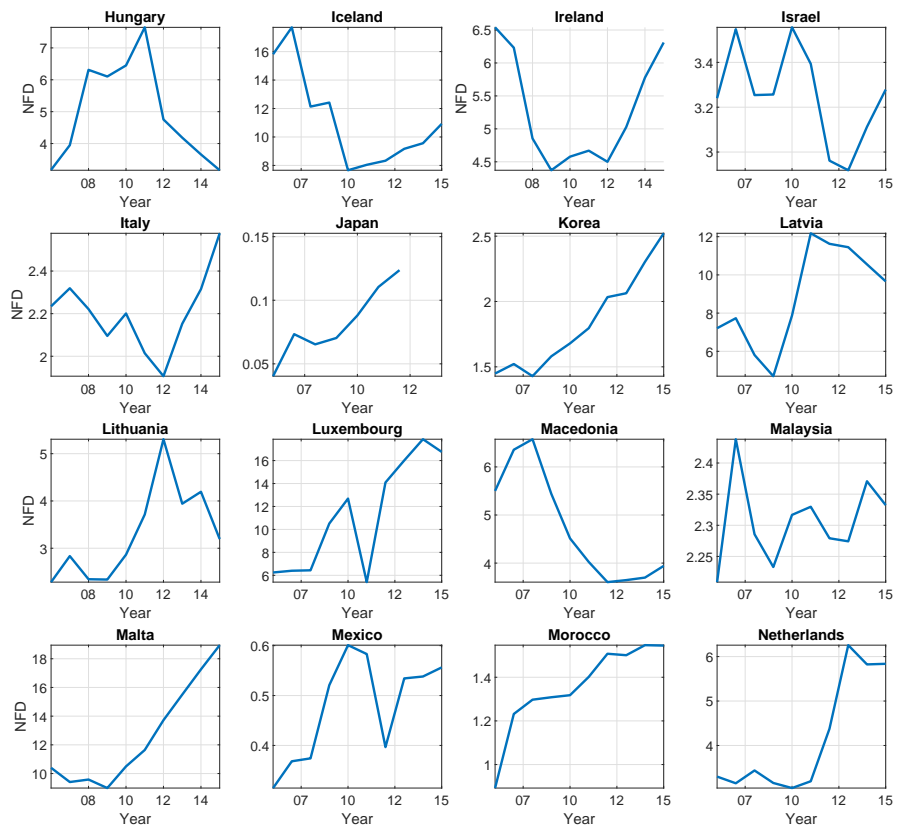 Hungary Iceland Ireland Israel
7
6
5
4
NFD
08 10 12 14
Year
16
14
12
10
8
07 10 12 15
Year
6.5
6
5.5
5
4.5
NFD
08 10 12 14
Year
3.4
3.2
3
07 10 12 15
Year
Italy Japan Korea Latvia
2.4
2.2
2
NFD
08 10 12 14
Year
0.15
0.1
0.05
07 10 12 15
Year
2.5
2
1.5
07 10 12 15
Year
12
10
8
6
07 10 12 15
Year
Lithuania Luxembourg Macedonia Malaysia
5
4
3
NFD
08 10 12 14
Year
16
14
12
10
8
6
07 10 12 15
Year
6
5
4
07 10 12 15
Year
2.4
2.35
2.3
2.25
07 10 12 15
Year
Malta Mexico Morocco Netherlands
18
16
14
12
10
NFD
08 10 12 14
Year
0.6
0.5
0.4
07 10 12 15
Year
1.4
1.2
1
07 10 12 15
Year
6
5
4
07 10 12 15
Year